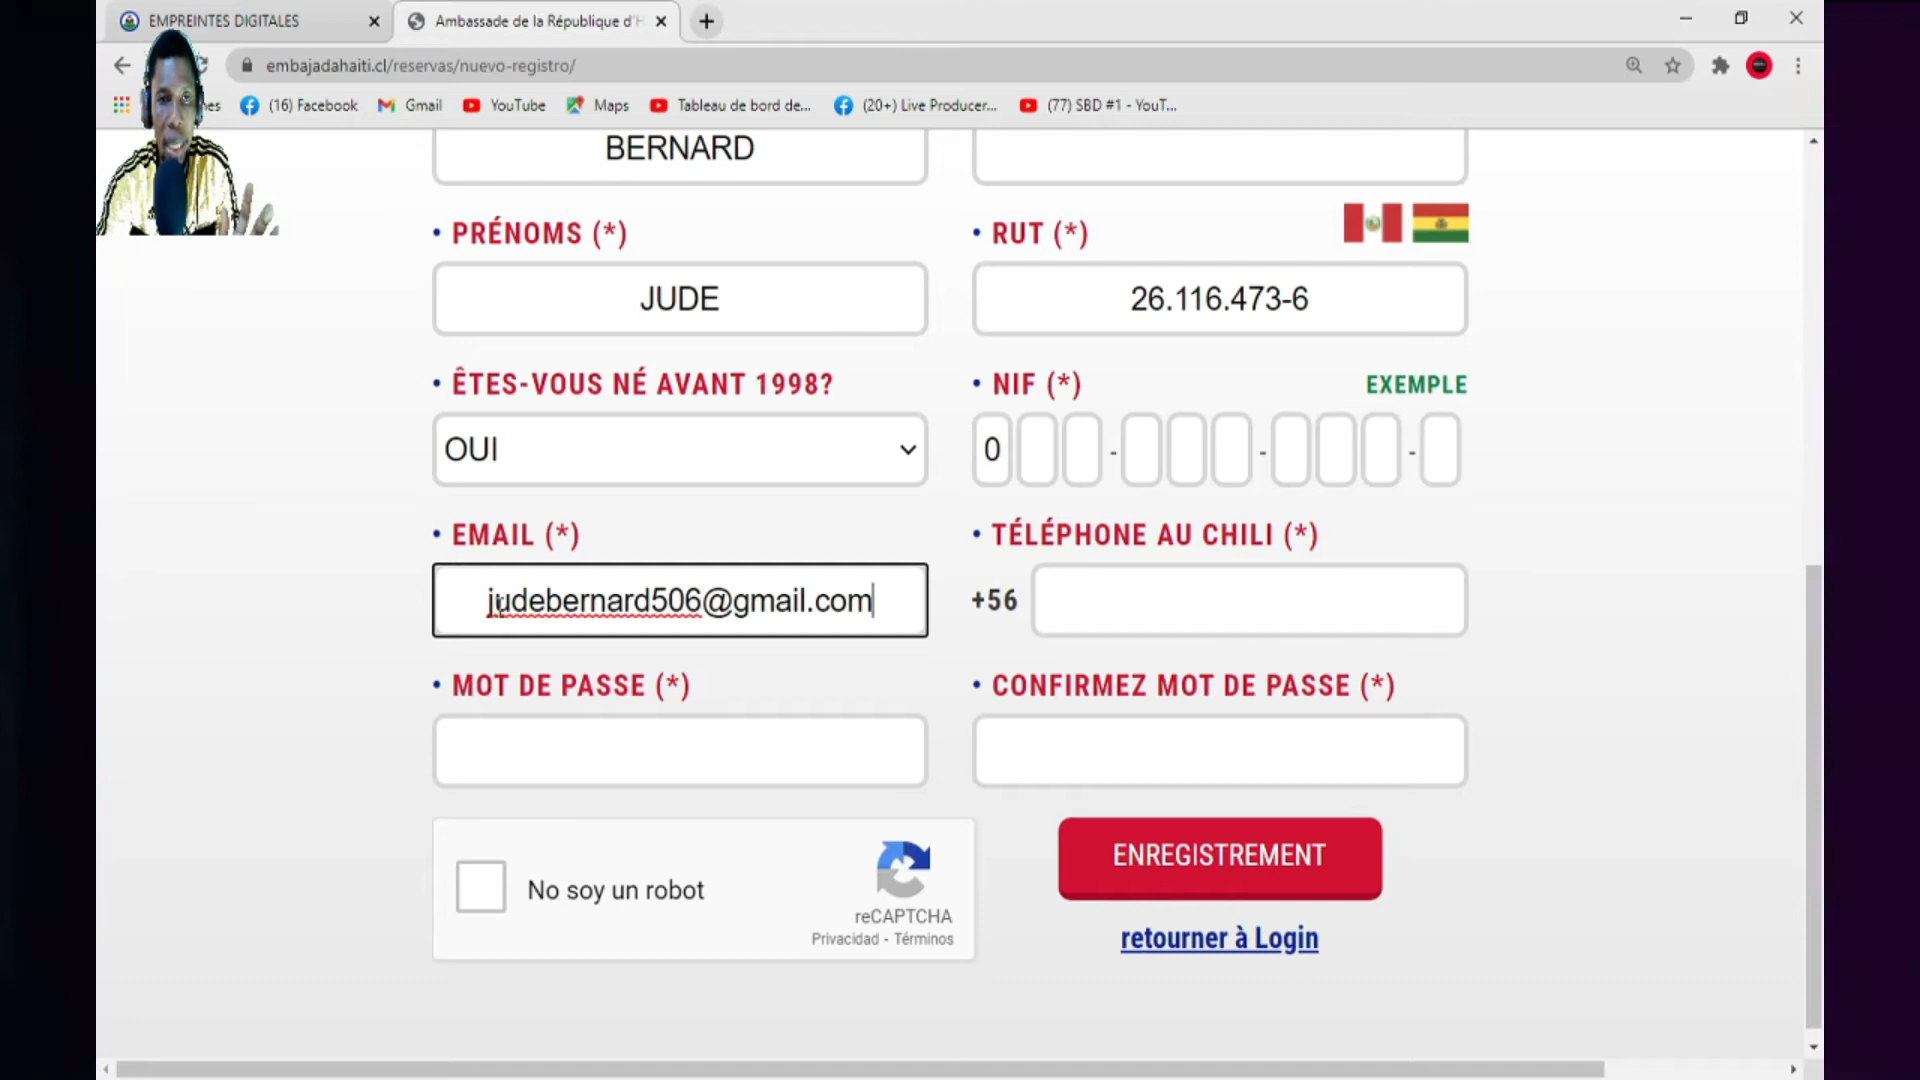 EMPREINTES DIGITALES
Ambassade de la République d'H
embajadahaiti.cl/reservas/nuevo-registro/
(16) Facebook Gmail YouTube Maps Tableau de bord de... (20+) Live Producer... (77) SBD #1 - YouT...
BERNARD
• PRÉNOMS (*)
• RUT (*)
JUDE
26.116.473-6
• ÊTES-VOUS NÉ AVANT 1998?
• NIF (*)
EXEMPLE
OUI
0 - - -
• EMAIL (*)
• TÉLÉPHONE AU CHILI (*)
judebernard506@gmail.com
+56
• MOT DE PASSE (*)
• CONFIRMEZ MOT DE PASSE (*)
No soy un robot
reCAPTCHA
Privacidad - Términos
ENREGISTREMENT
retourner à Login